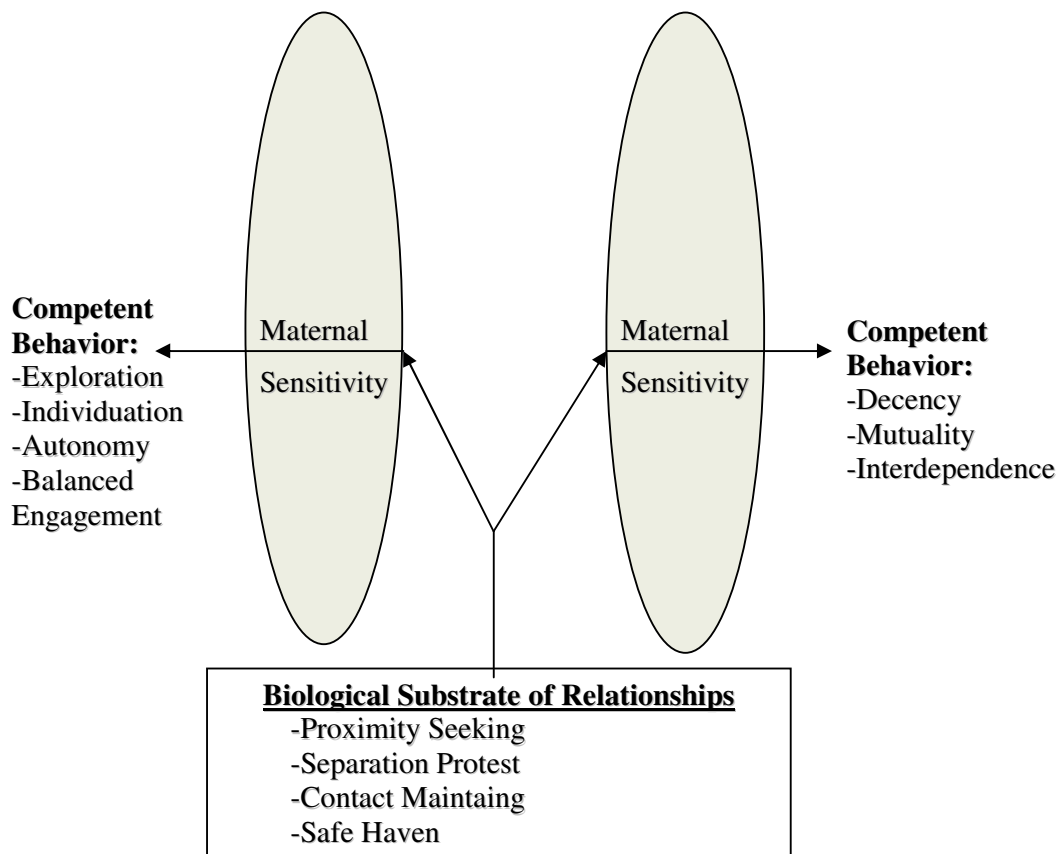 Competent
Behavior:
-Exploration
-Individuation
-Autonomy
-Balanced
Engagement
Maternal
Sensitivity
Maternal
Sensitivity
Competent
Behavior:
-Decency
-Mutuality
-Interdependence
Biological Substrate of Relationships
-Proximity Seeking
-Separation Protest
-Contact Maintaing
-Safe Haven